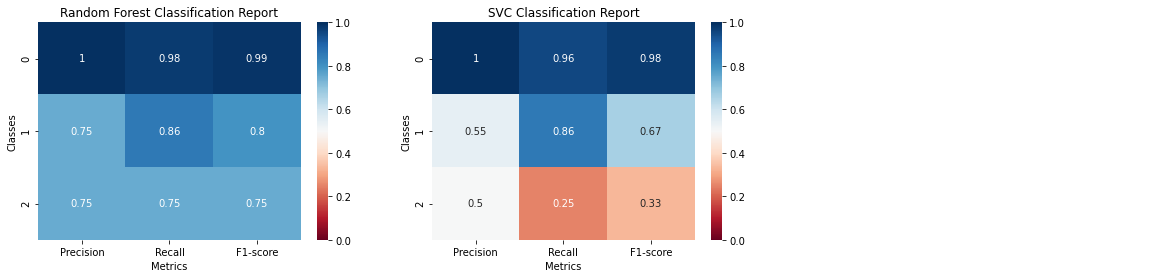 Random Forest Classification Report
0 1 0.98 0.99
1 0.75 0.86 0.8
2 0.75 0.75 0.75
Classes
Precision Recall F1-score
Metrics
1.0
0.8
0.6
0.4
0.2
0.0
SVC Classification Report
0 1 0.96 0.98
1 0.55 0.86 0.67
2 0.5 0.25 0.33
Classes
Precision Recall F1-score
Metrics
1.0
0.8
0.6
0.4
0.2
0.0